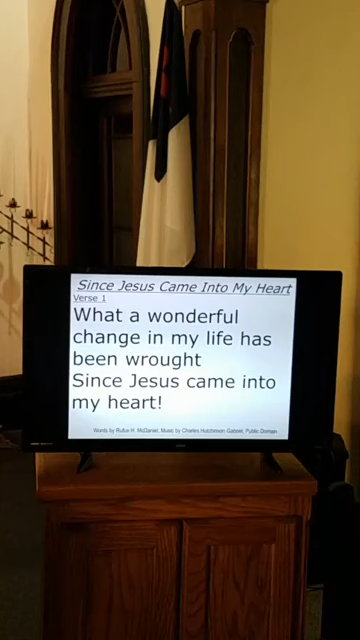 Since Jesus Came Into My Heart
Verse 1
What a wonderful
change in my life has
been wrought
Since Jesus came into
my heart!
Words by Rufus H. McDaniel, Music by Charles Hutchinson Gabriel, Public Domain